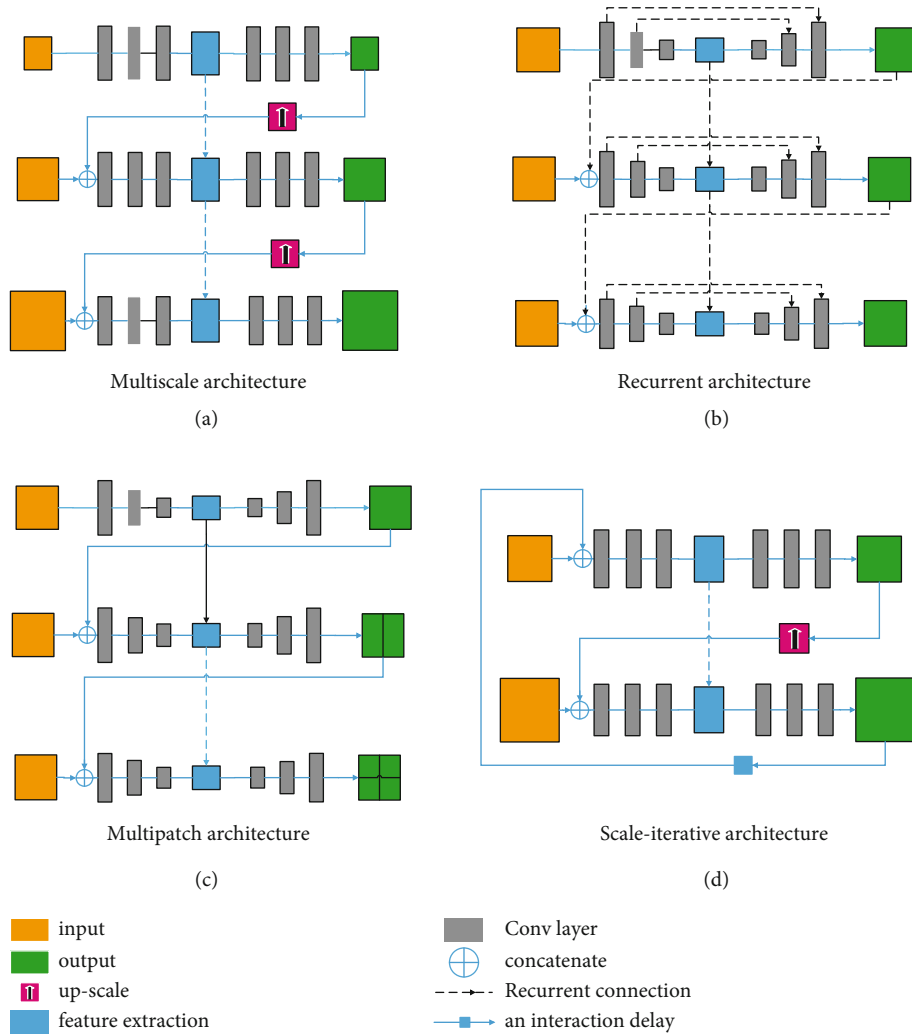 Multiscale architecture
(a)
Recurrent architecture
(b)
Multipatch architecture
(c)
Scale-iterative architecture
(d)
input
output
up-scale
feature extraction
Conv layer
concatenate
Recurrent connection
an interaction delay